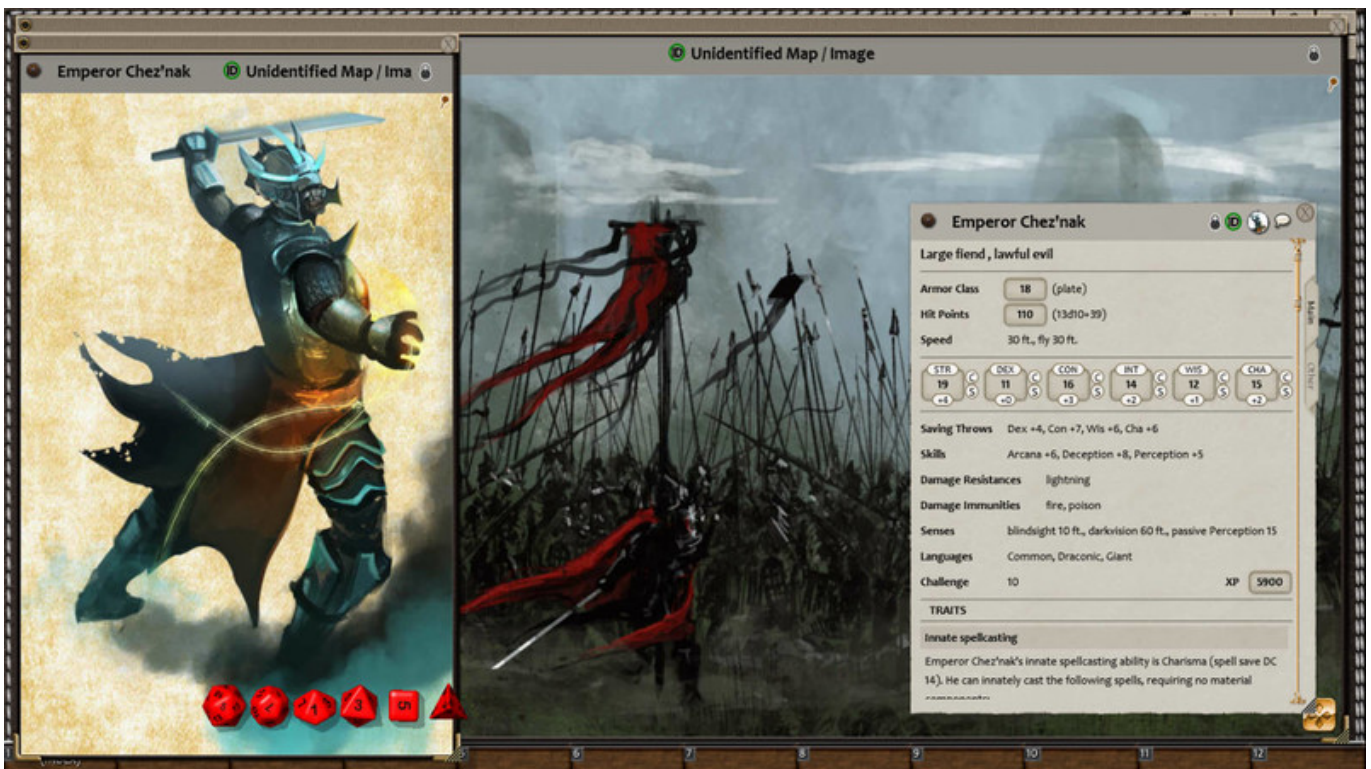 Emperor Chez'nak
ID Unidentified Map / Ima
ID Unidentified Map / Image
Emperor Chez'nak
ID
Large fiend , lawful evil
Armor Class 18 (plate)
Hit Points 110 (13d10+39)
Speed 30 ft., fly 30 ft.
STR DEX CON INT WIS CHA
19 C 11 C 16 C 14 C 12 C 15 C
+4 S +0 S +3 S +2 S +1 S +2 S
Saving Throws Dex +4, Con +7, Wis +6, Cha +6
Skills Arcana +6, Deception +8, Perception +5
Damage Resistances lightning
Damage Immunities fire, poison
Senses blindsight 10 ft., darkvision 60 ft., passive Perception 15
Languages Common, Draconic, Giant
Challenge 10 XP 5900
TRAITS
Innate spellcasting
Emperor Chez'nak's innate spellcasting ability is Charisma (spell save DC
14). He can innately cast the following spells, requiring no material
Main
Other
1 3 5
5 6 7 8 9 10 11 12